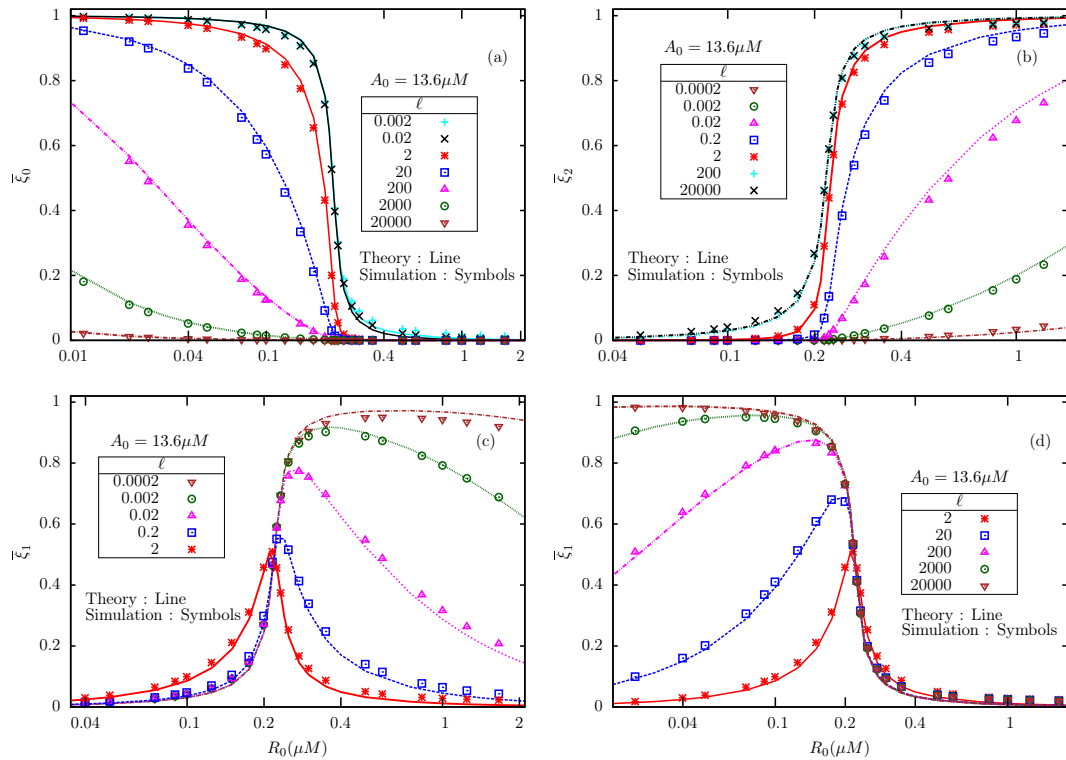 1
0.8
0.6
0.4
0.2
0
ξ̄₀
(a)
A₀ = 13.6μM
ℓ
0.002
0.02
2
20
200
2000
20000
Theory : Line
Simulation : Symbols
0.01 0.04 0.1 0.4 1 2
1
0.8
0.6
0.4
0.2
0
ξ̄₂
(b)
A₀ = 13.6μM
ℓ
0.0002
0.002
0.02
0.2
2
200
20000
Theory : Line
Simulation : Symbols
0.1 0.2 0.4 1
1
0.8
0.6
0.4
0.2
0
ξ̄₁
(c)
A₀ = 13.6μM
ℓ
0.0002
0.002
0.02
0.2
2
Theory : Line
Simulation : Symbols
0.04 0.1 0.2 0.4 1 2
R₀(μM)
1
0.8
0.6
0.4
0.2
0
ξ̄₁
(d)
A₀ = 13.6μM
ℓ
2
20
200
2000
20000
Theory : Line
Simulation : Symbols
0.04 0.1 0.2 0.4 1
R₀(μM)